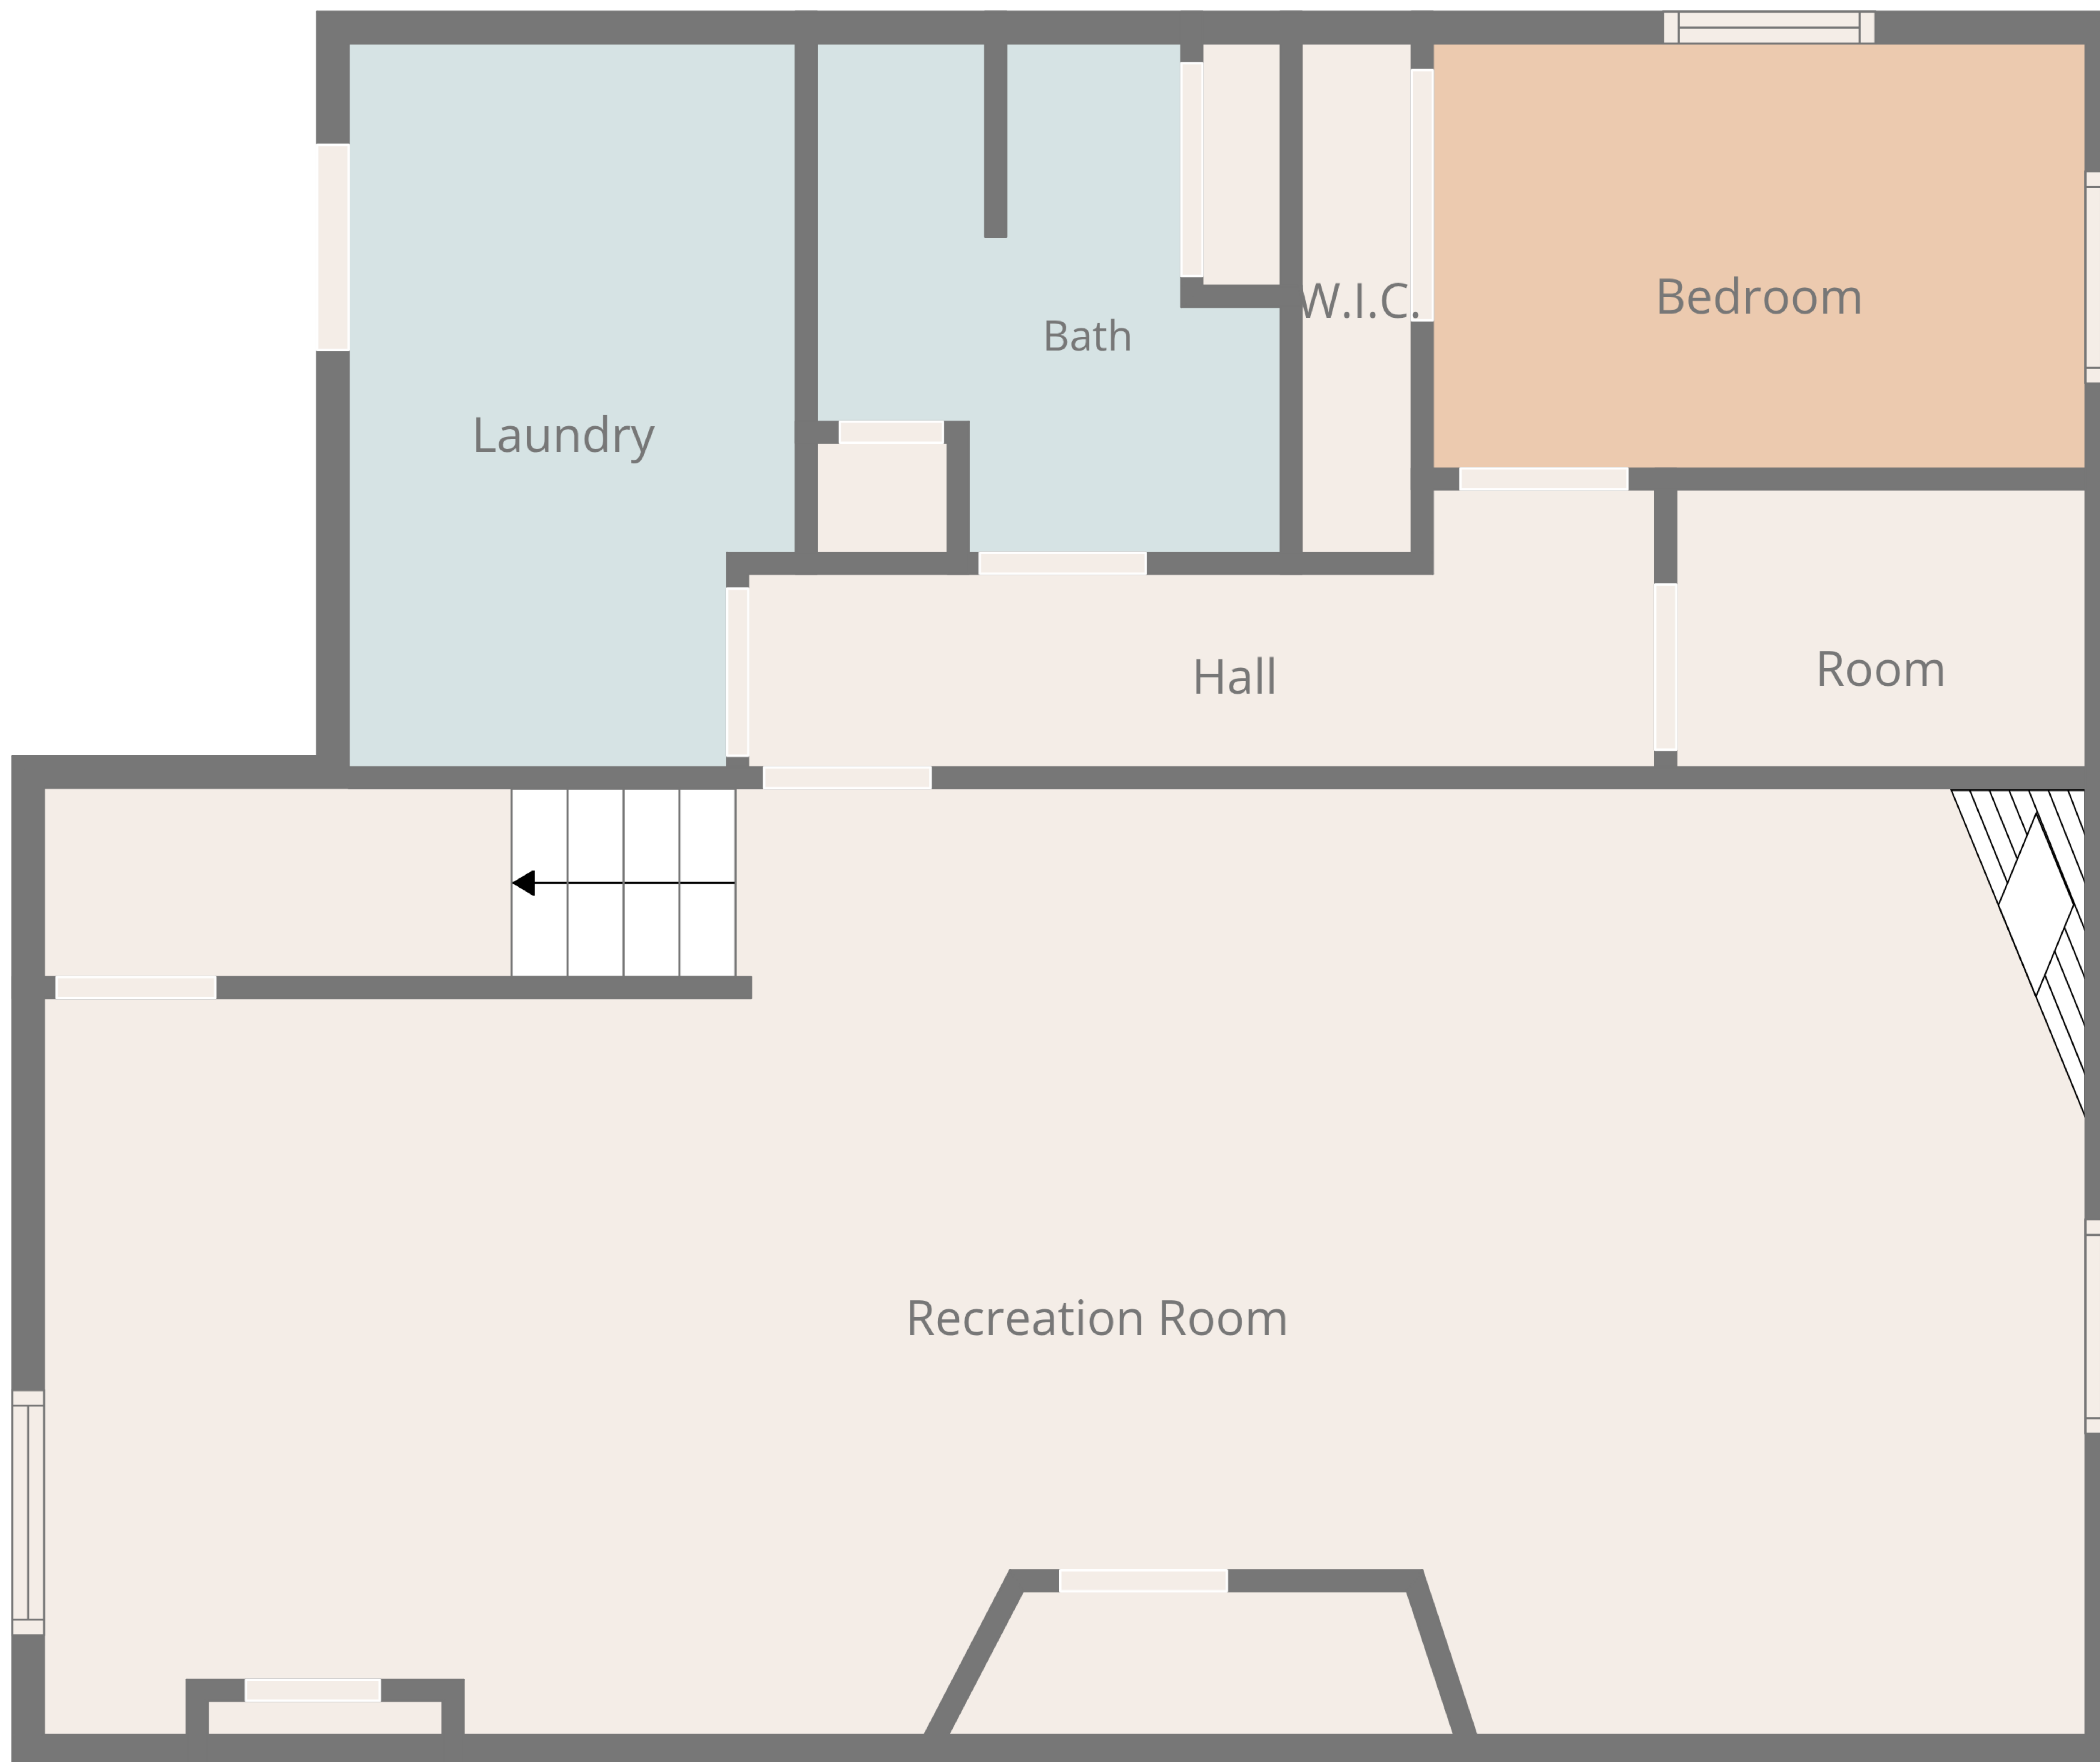 W.I.C.
Bedroom
Bath
Laundry
Hall
Room
Recreation Room